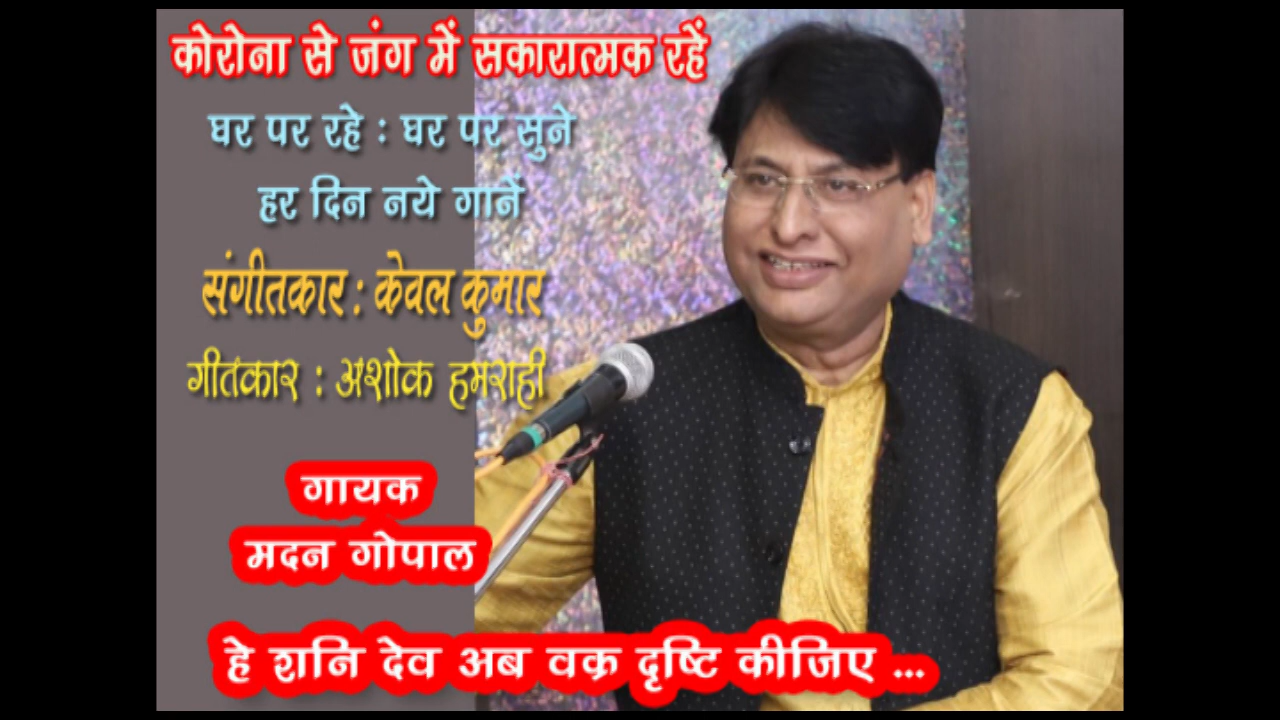 कोरोना से जंग में सकारात्मक रहें
घर पर रहे : घर पर सुने
हर दिन नये गानें
संगीतकार : केवल कुमार
गीतकार : अशोक हमराही
गायक
मदन गोपाल
हे शनि देव अब वक्र दृष्टि कीजिए ...